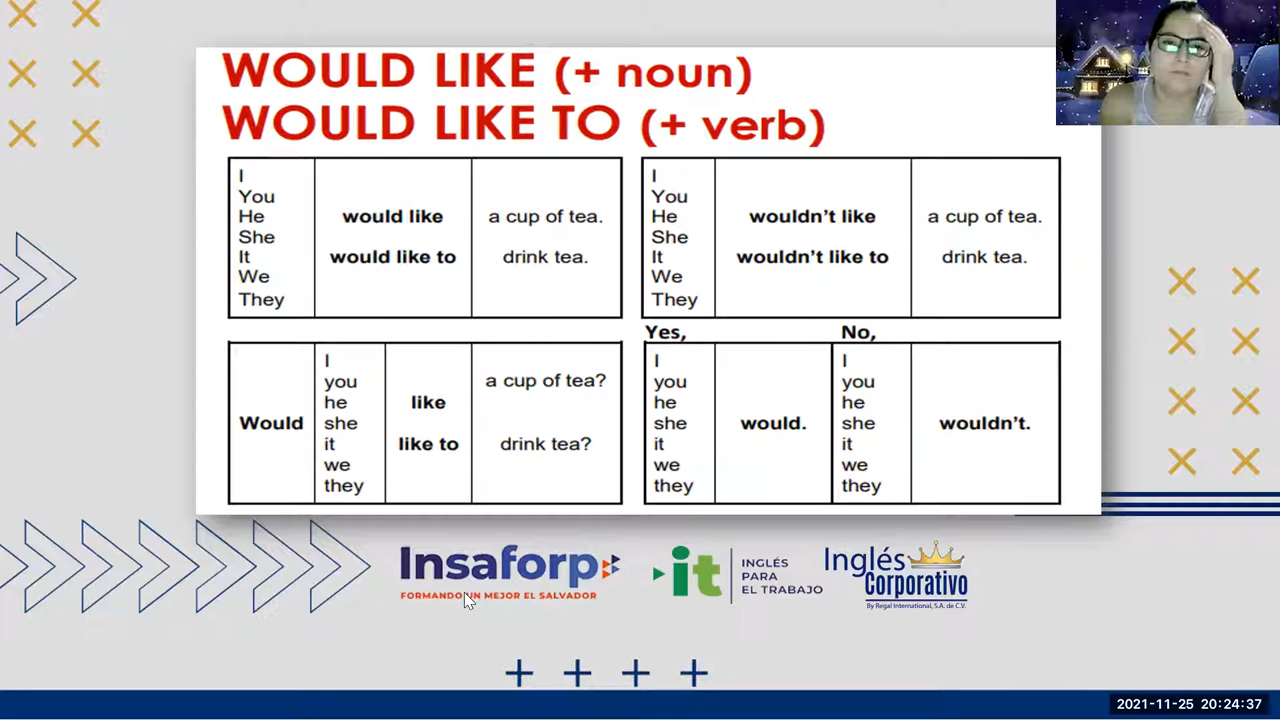 WOULD LIKE (+ noun)
WOULD LIKE TO (+ verb)
I
You
He
She
It
We
They
would like
would like to
a cup of tea.
drink tea.
I
You
He
She
It
We
They
wouldn't like
wouldn't like to
a cup of tea.
drink tea.
Would
I
you
he
she
it
we
they
like
like to
a cup of tea?
drink tea?
Yes,
I
you
he
she
it
we
they
would.
No,
I
you
he
she
it
we
they
wouldn't.
Insaforp
FORMANDO UN MEJOR EL SALVADOR
it
INGLÉS
PARA
EL TRABAJO
Inglés
Corporativo
By Regal International, S.A. de C.V.
2021-11-25 20:24:37